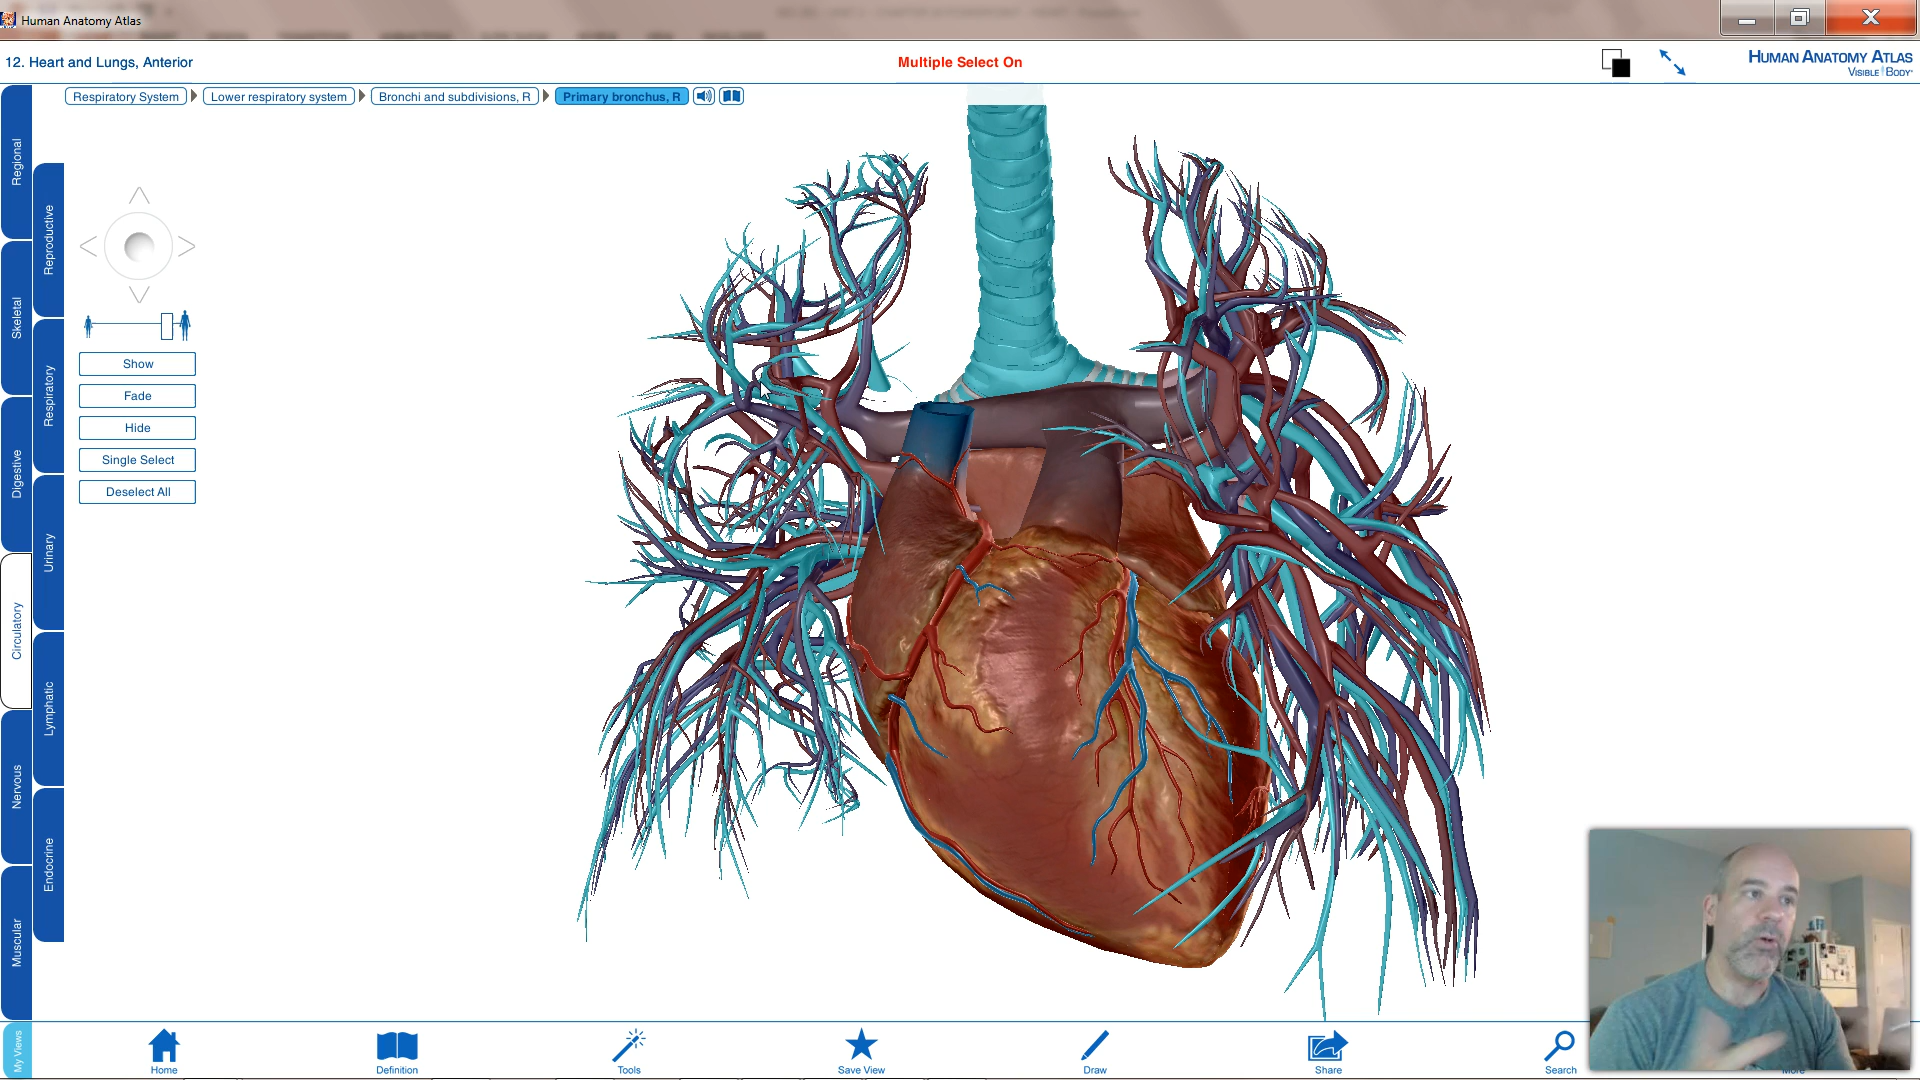 Human Anatomy Atlas
12. Heart and Lungs, Anterior
Multiple Select On
HUMAN ANATOMY ATLAS
VISIBLE BODY
Respiratory System
Lower respiratory system
Bronchi and subdivisions, R
Primary bronchus, R
Regional
Skeletal
Digestive
Circulatory
Nervous
Muscular
My Views
Reproductive
Respiratory
Urinary
Lymphatic
Endocrine
Show
Fade
Hide
Single Select
Deselect All
Home
Definition
Tools
Save View
Draw
Share
Search
More